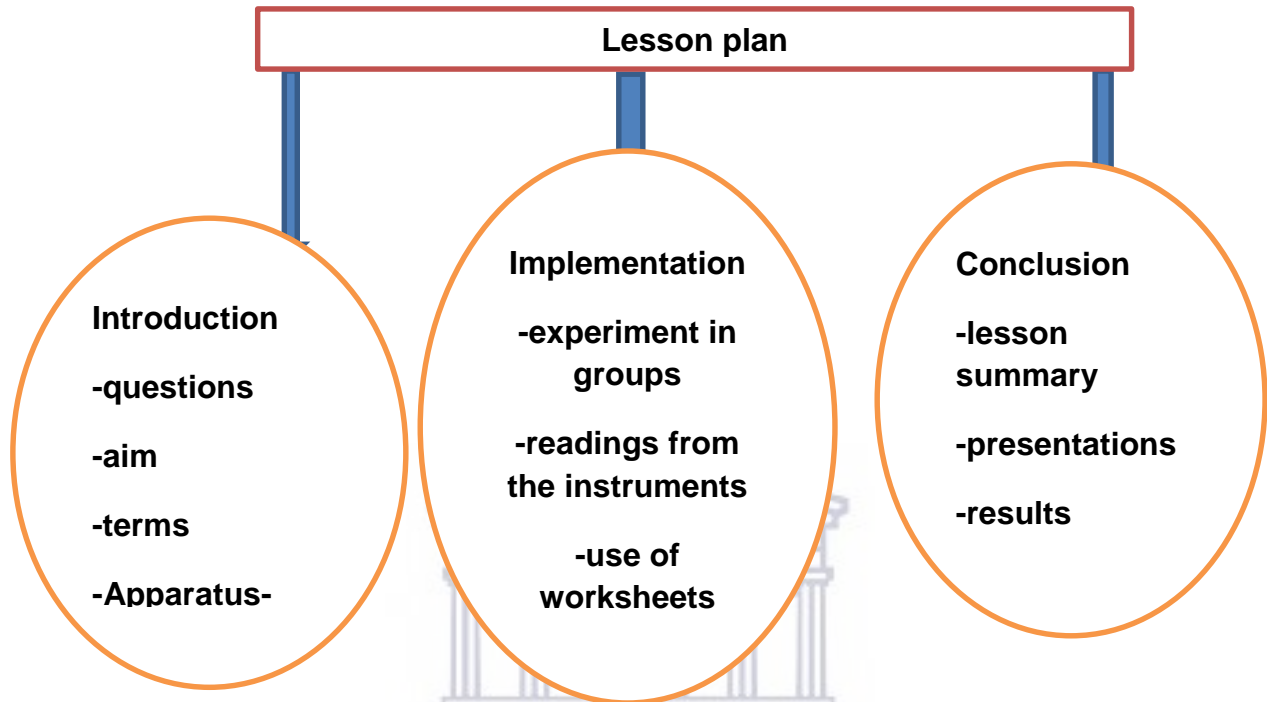 Lesson plan
Introduction
-questions
-aim
-terms
-Apparatus-
Implementation
-experiment in
groups
-readings from
the instruments
-use of
worksheets
Conclusion
-lesson
summary
-presentations
-results